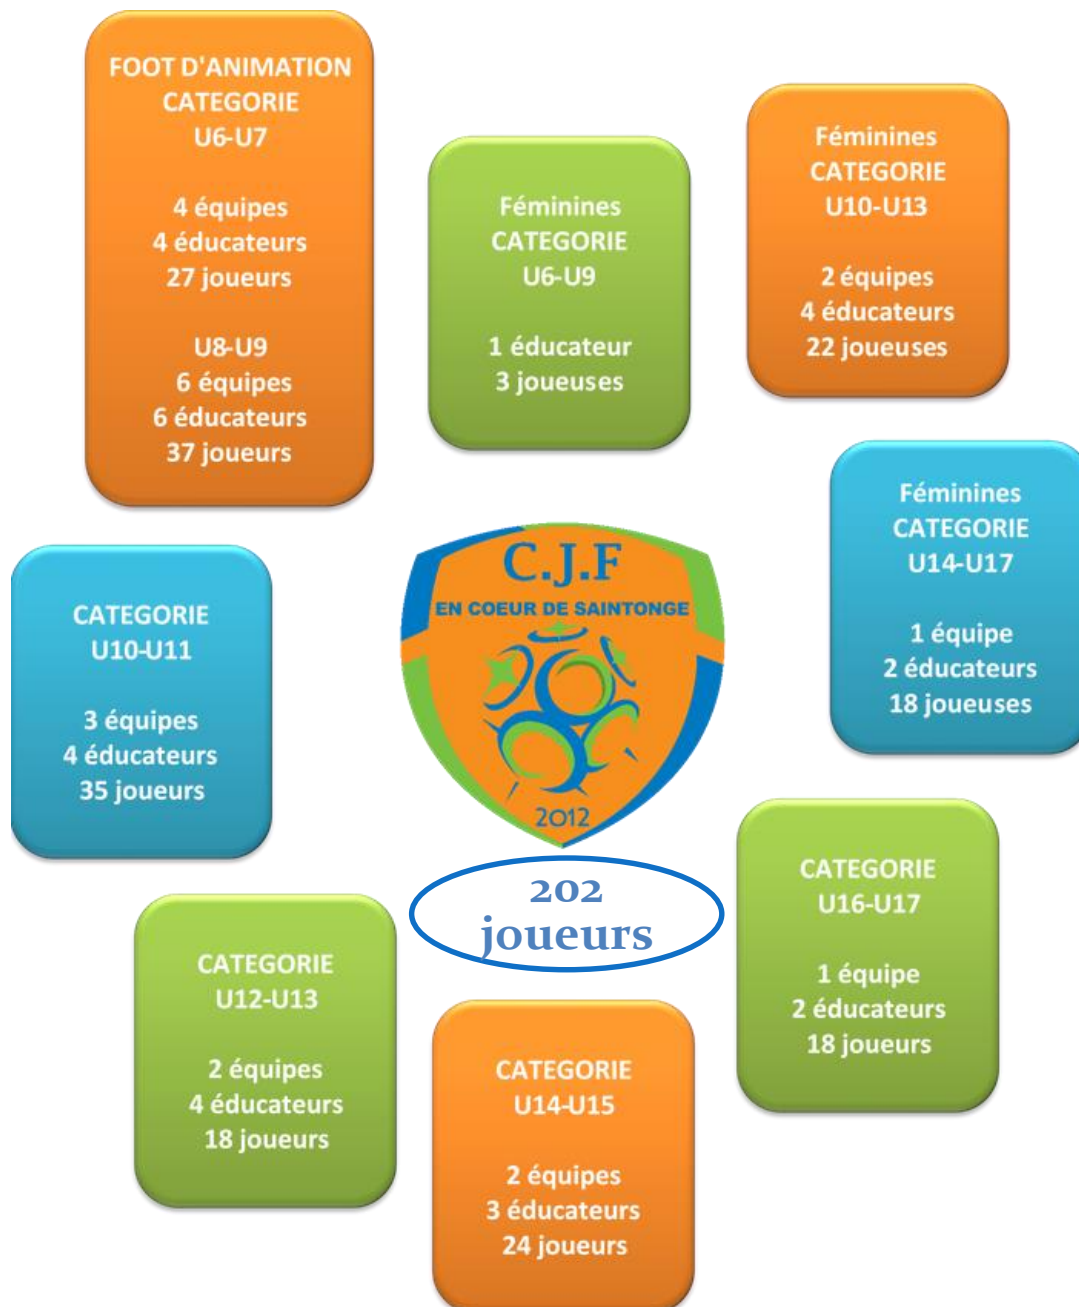 FOOT D'ANIMATION
CATEGORIE
U6-U7
4 équipes
4 éducateurs
27 joueurs
U8-U9
6 équipes
6 éducateurs
37 joueurs
Féminines
CATEGORIE
U6-U9
1 éducateur
3 joueuses
Féminines
CATEGORIE
U10-U13
2 équipes
4 éducateurs
22 joueuses
Féminines
CATEGORIE
U14-U17
1 équipe
2 éducateurs
18 joueuses
CATEGORIE
U10-U11
3 équipes
4 éducateurs
35 joueurs
C.J.F
EN COEUR DE SAINTONGE
2012
202
joueurs
CATEGORIE
U16-U17
1 équipe
2 éducateurs
18 joueurs
CATEGORIE
U12-U13
2 équipes
4 éducateurs
18 joueurs
CATEGORIE
U14-U15
2 équipes
3 éducateurs
24 joueurs